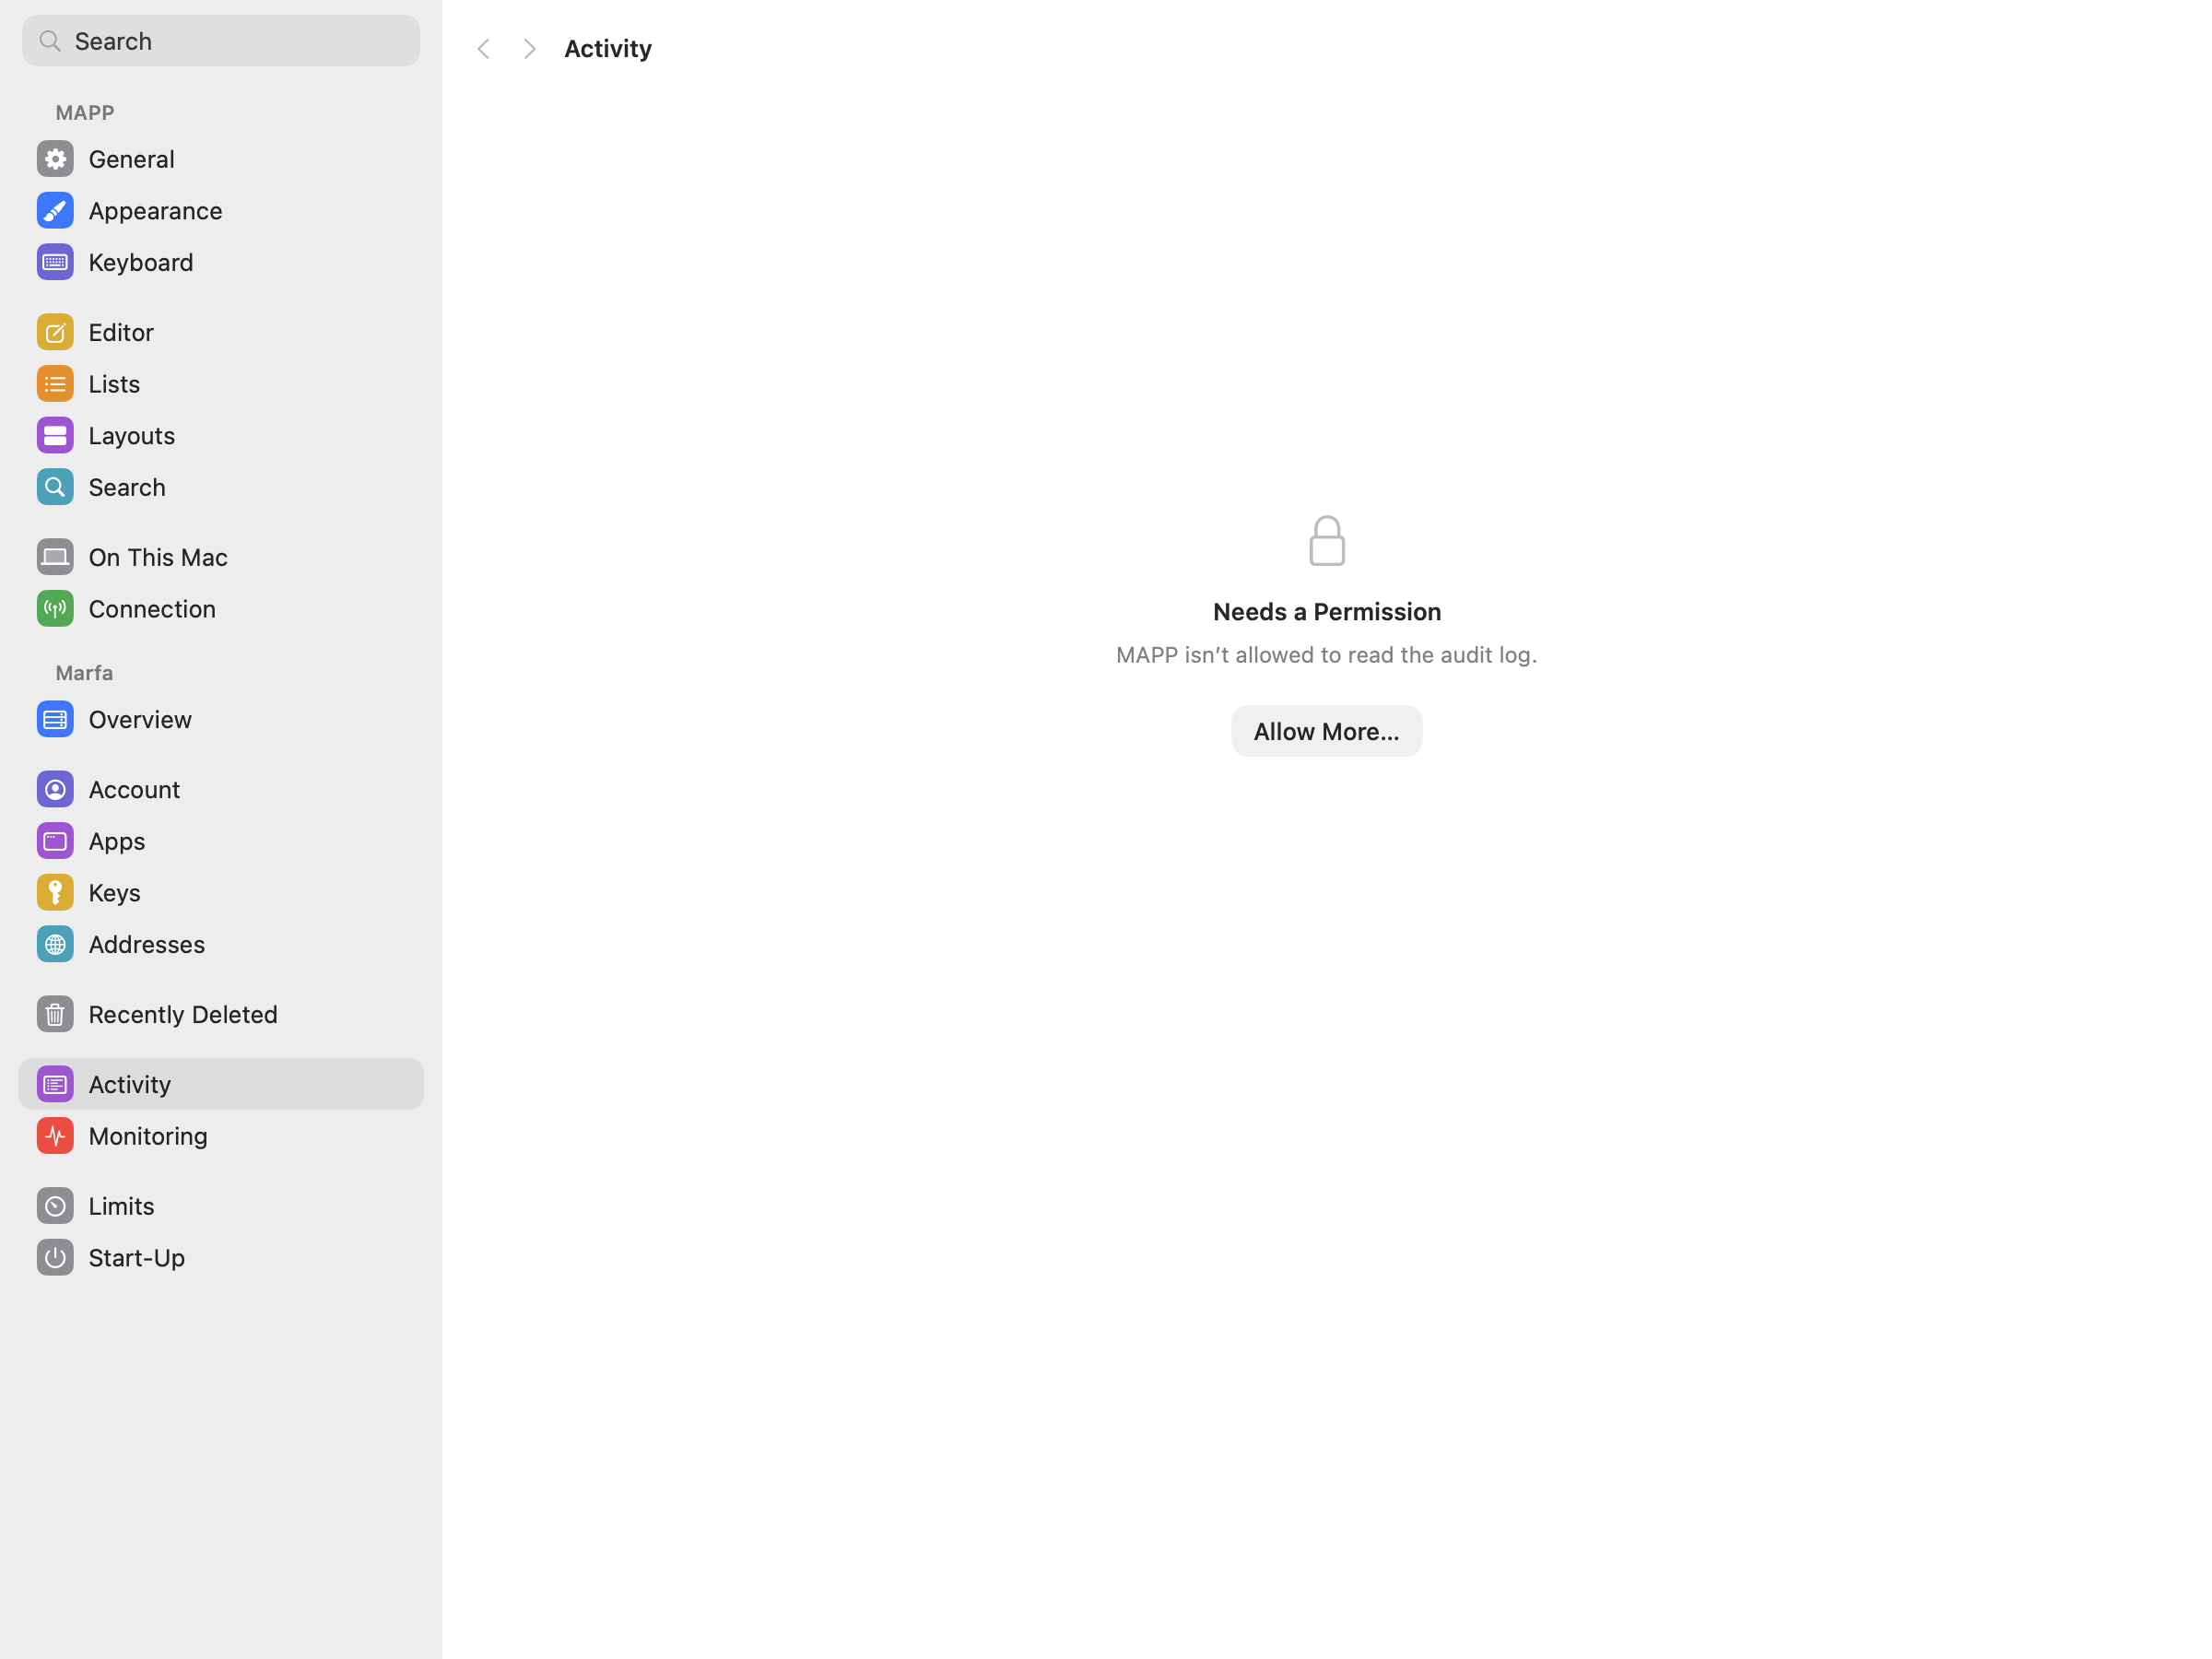 Search
MAPP
General
Appearance
Keyboard
Editor
Lists
Layouts
Search
On This Mac
Connection
Marfa
Overview
Account
Apps
Keys
Addresses
Recently Deleted
Activity
Monitoring
Limits
Start-Up
Activity
Needs a Permission
MAPP isn’t allowed to read the audit log.
Allow More...